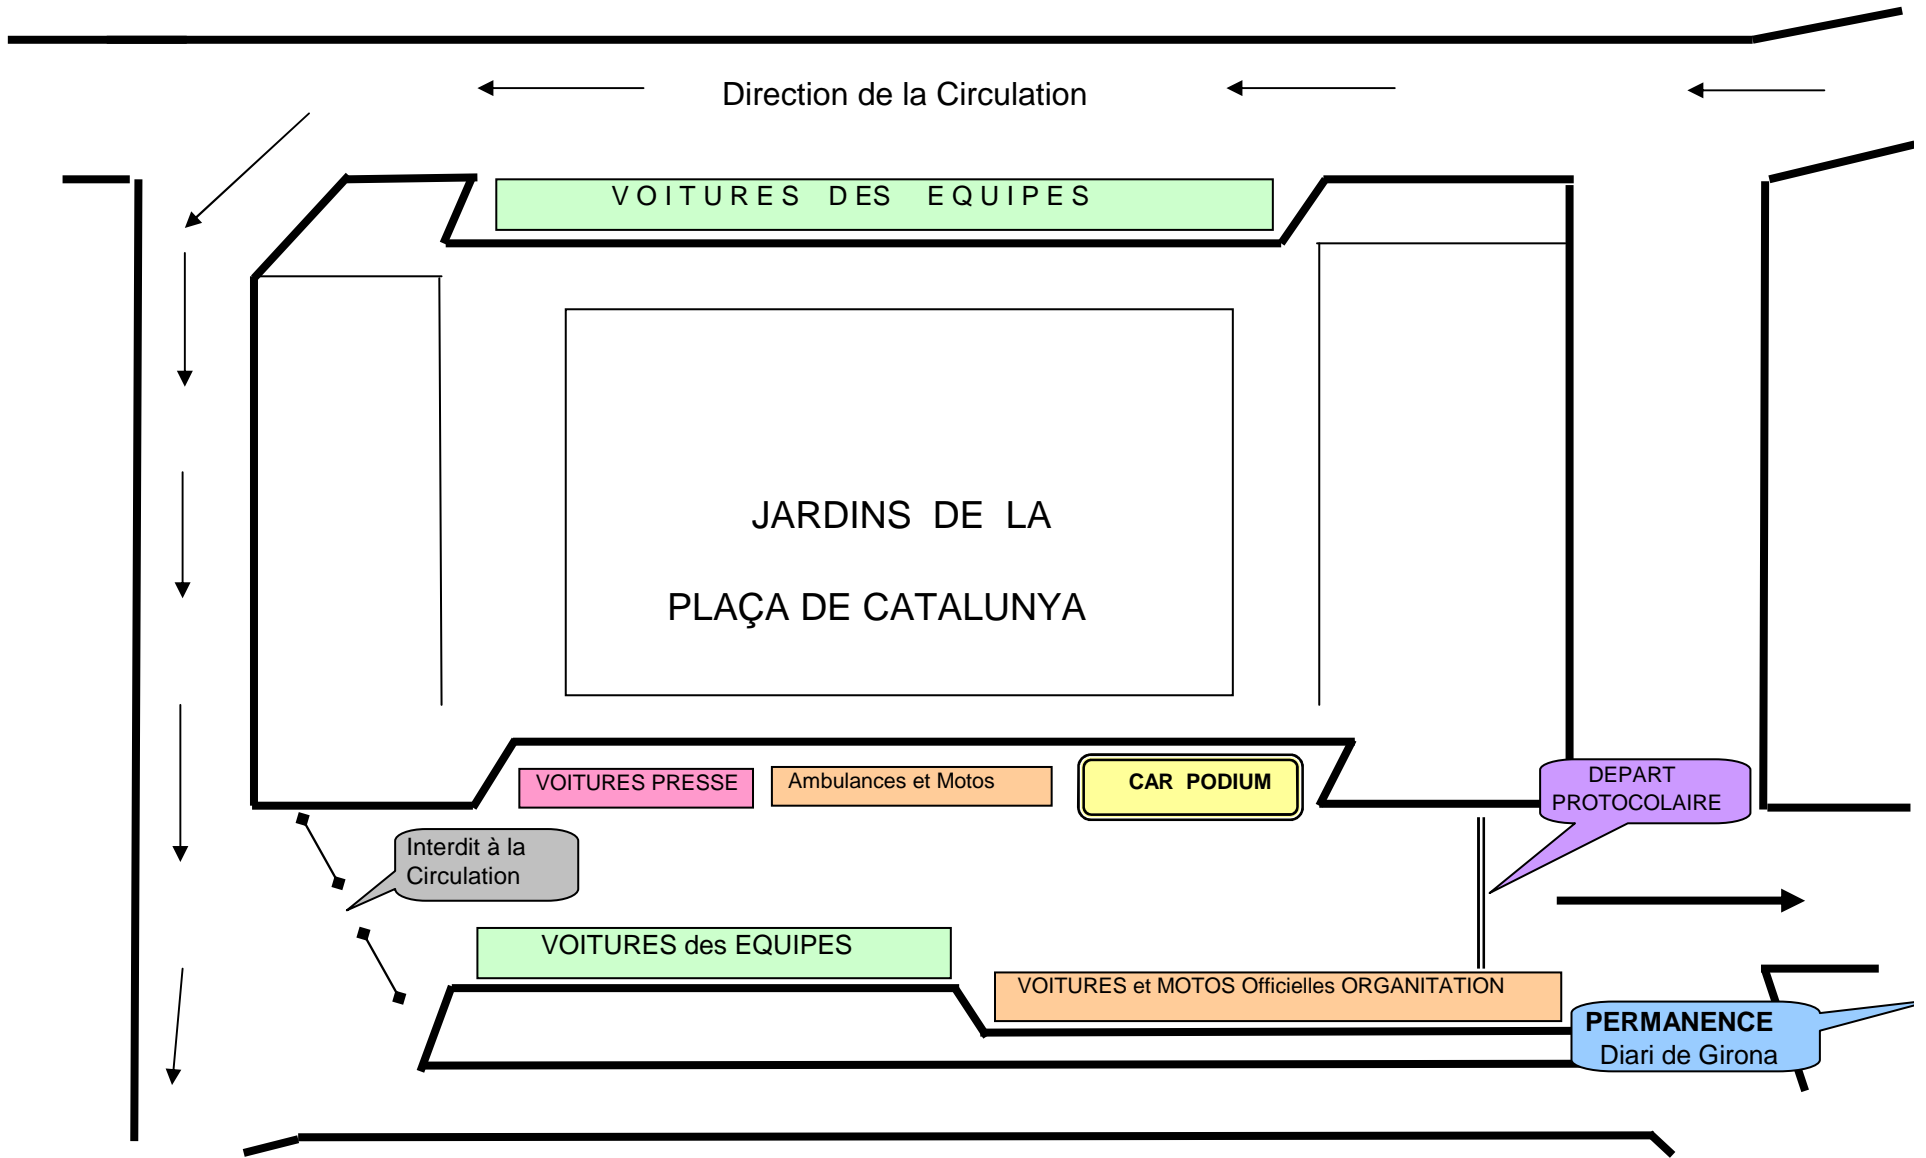 Direction de la Circulation
VOITURES DES EQUIPES
JARDINS DE LA
PLAÇA DE CATALUNYA
VOITURES PRESSE
Ambulances et Motos
CAR PODIUM
DEPART
PROTOCOLAIRE
Interdit à la
Circulation
VOITURES des EQUIPES
VOITURES et MOTOS Officielles ORGANITATION
PERMANENCE
Diari de Girona